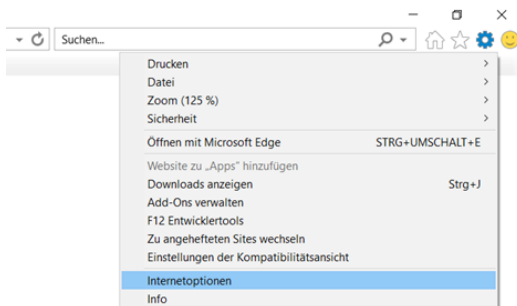 Suchen...
Drucken
Datei
Zoom (125 %)
Sicherheit
Öffnen mit Microsoft Edge STRG+UMSCHALT+E
Website zu „Apps" hinzufügen
Downloads anzeigen Strg+J
Add-Ons verwalten
F12 Entwicklertools
Zu angehefteten Sites wechseln
Einstellungen der Kompatibilitätsansicht
Internetoptionen
Info